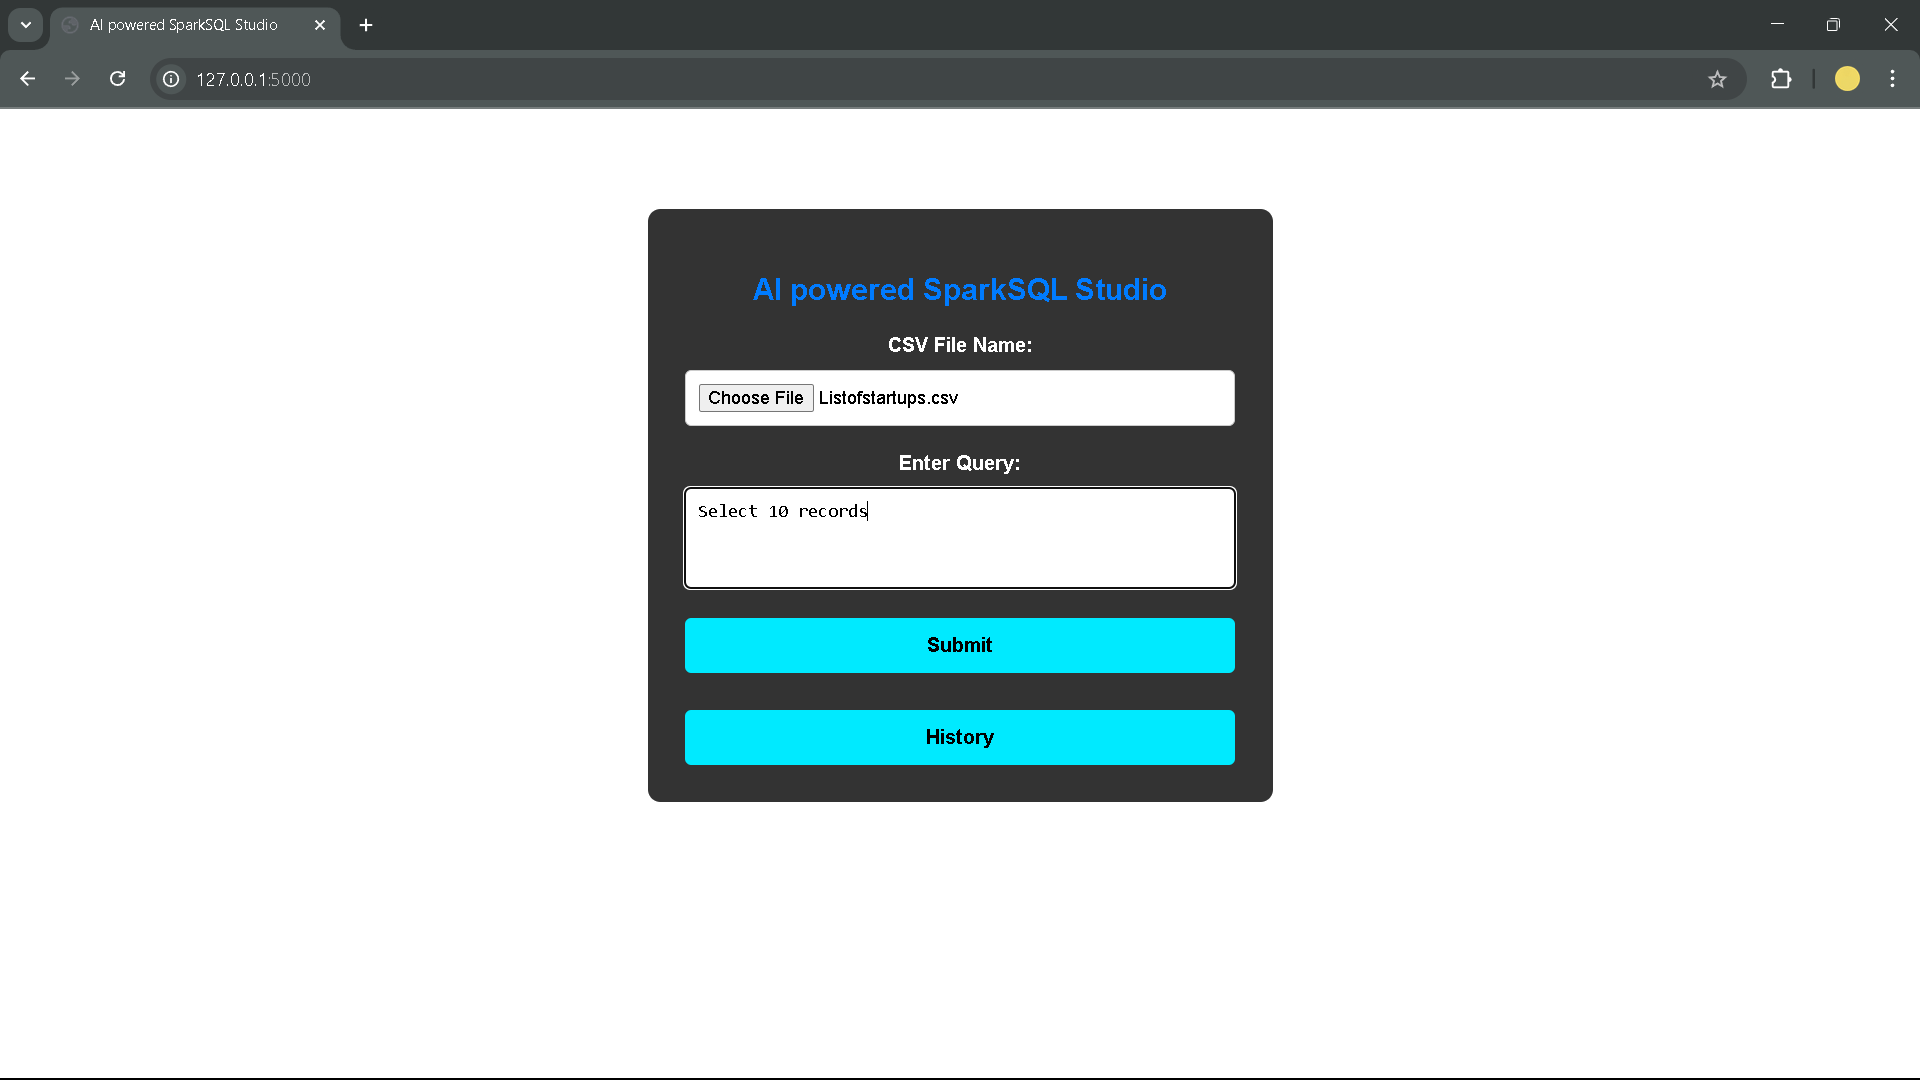 AI powered SparkSQL Studio
127.0.0.1:5000
AI powered SparkSQL Studio
CSV File Name:
Choose File Listofstartups.csv
Enter Query:
Select 10 records
Submit
History